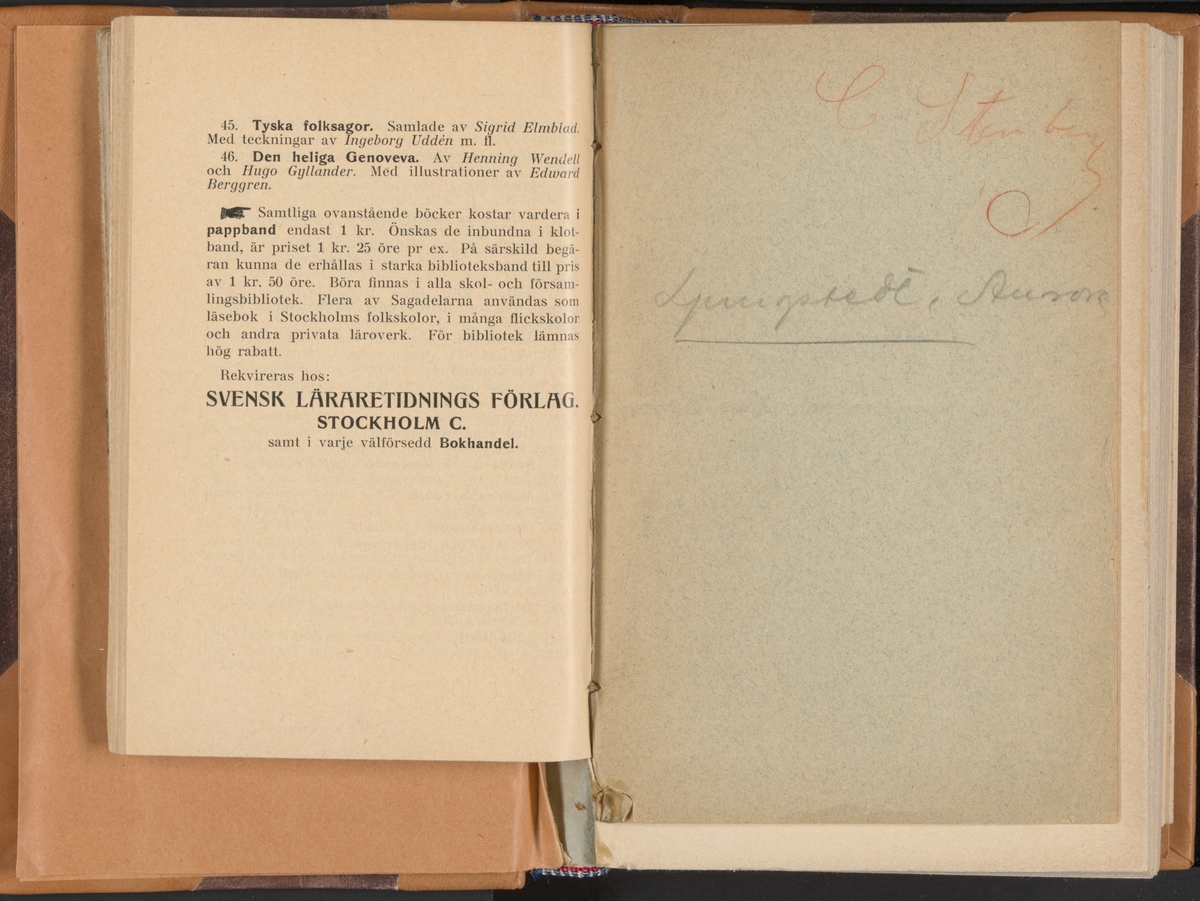 45. Tyska folksagor. Samlade av Sigrid Elmblad.
Med teckningar av Ingeborg Uddén m. fl.
46. Den heliga Genoveva. Av Henning Wendell
och Hugo Gyllander. Med illustrationer av Edward
Berggren.
☛ Samtliga ovanstående böcker kostar vardera i
pappband endast 1 kr. Önskas de inbundna i klot-
band, är priset 1 kr. 25 öre pr ex. På särskild begä-
ran kunna de erhållas i starka biblioteksband till pris
av 1 kr. 50 öre. Böra finnas i alla skol- och försam-
lingsbibliotek. Flera av Sagadelarna användas som
läsebok i Stockholms folkskolor, i många flickskolor
och andra privata läroverk. För bibliotek lämnas
hög rabatt.
Rekvireras hos:
SVENSK LÄRARETIDNINGS FÖRLAG.
STOCKHOLM C.
samt i varje välförsedd Bokhandel.
C Stenberg
Ljungstedt, Aurora